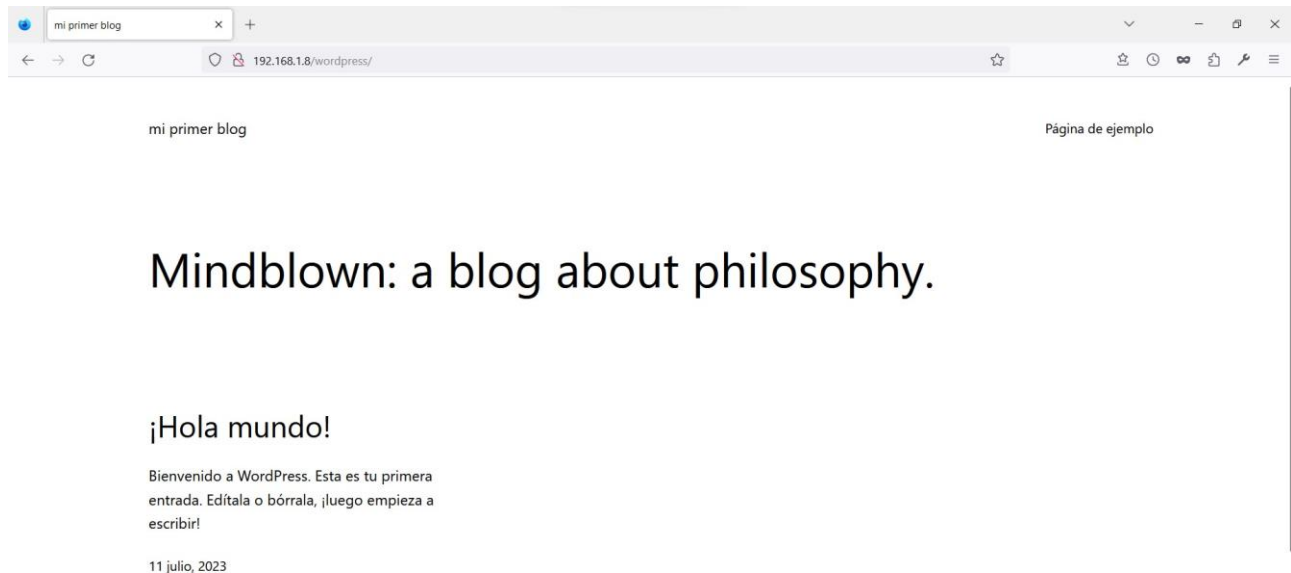 mi primer blog
192.168.1.8/wordpress/
mi primer blog
Página de ejemplo
Mindblown: a blog about philosophy.
¡Hola mundo!
Bienvenido a WordPress. Esta es tu primera
entrada. Edítala o bórrala, ¡luego empieza a
escribir!
11 julio, 2023